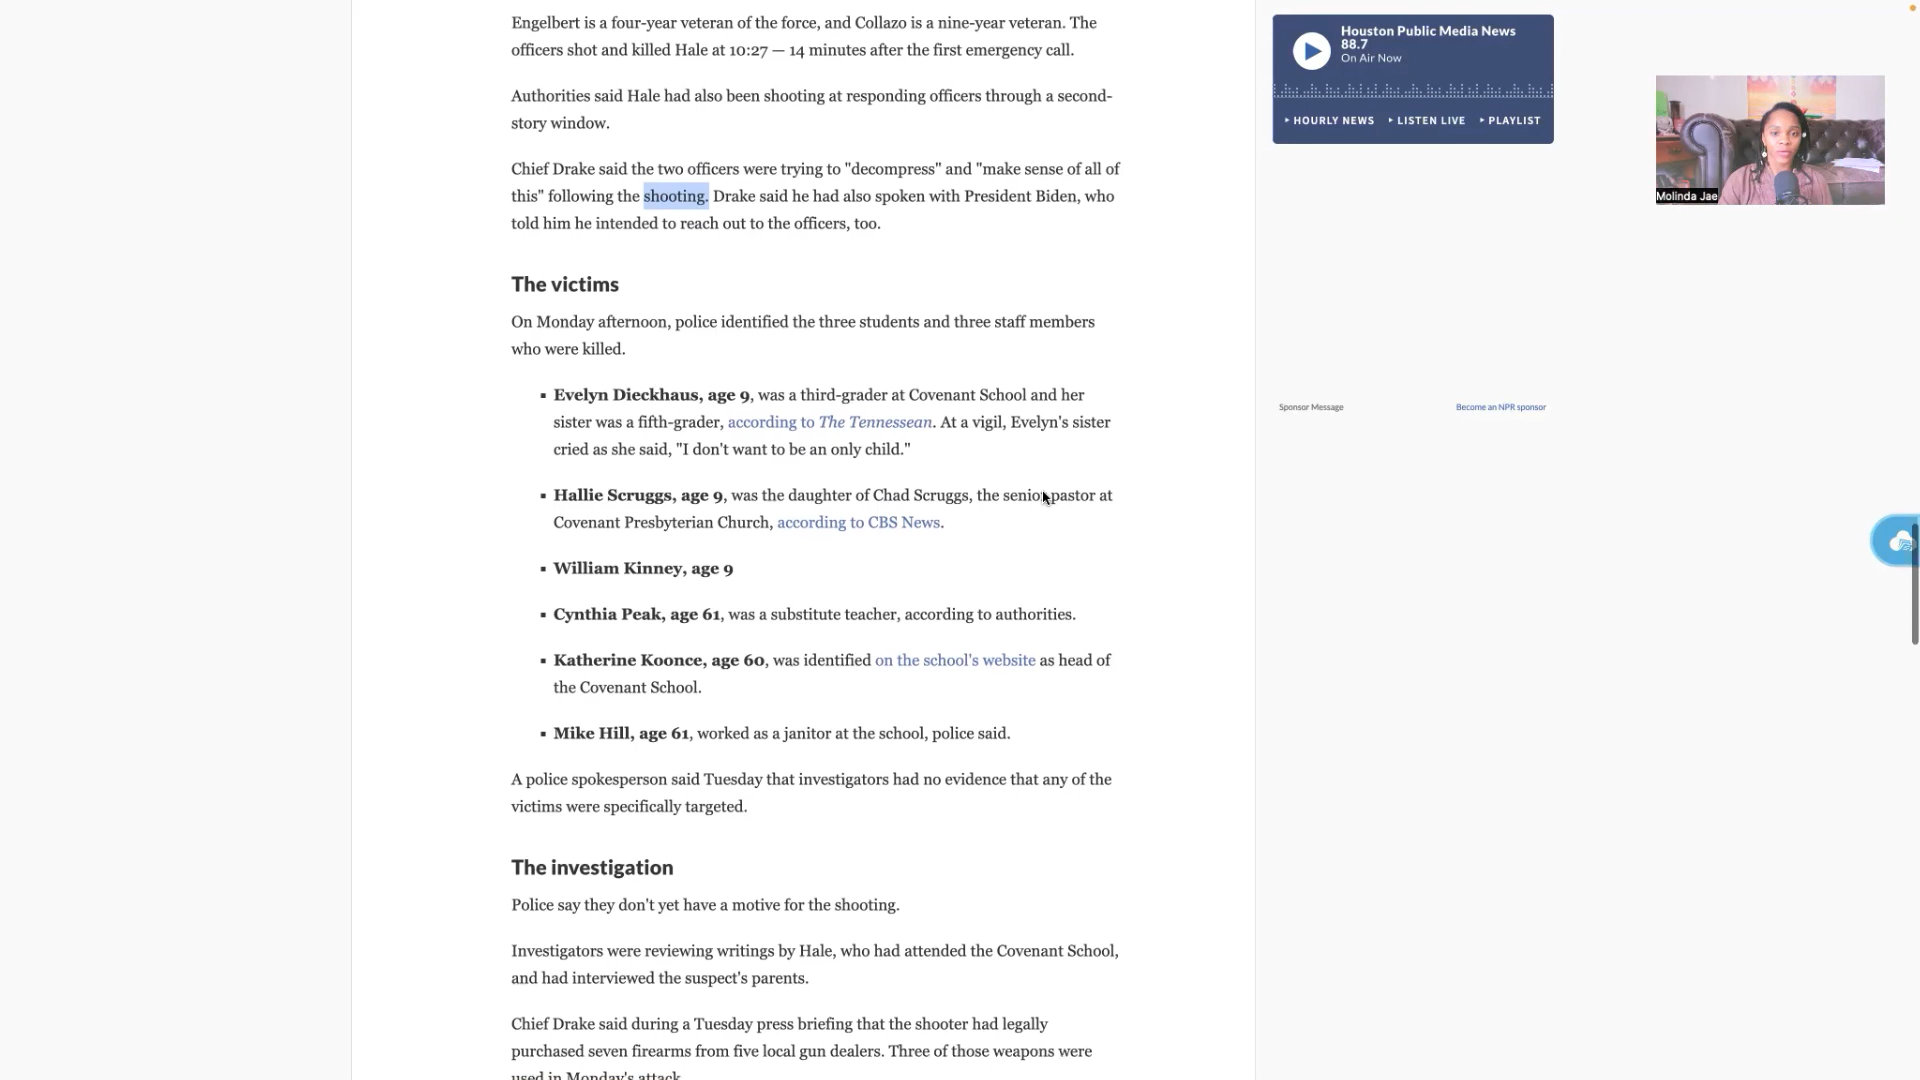 Engelbert is a four-year veteran of the force, and Collazo is a nine-year veteran. The
officers shot and killed Hale at 10:27 — 14 minutes after the first emergency call.
Authorities said Hale had also been shooting at responding officers through a second-
story window.
Chief Drake said the two officers were trying to "decompress" and "make sense of all of
this" following the shooting. Drake said he had also spoken with President Biden, who
told him he intended to reach out to the officers, too.
The victims
On Monday afternoon, police identified the three students and three staff members
who were killed.
▪ Evelyn Dieckhaus, age 9, was a third-grader at Covenant School and her
sister was a fifth-grader, according to The Tennessean. At a vigil, Evelyn's sister
cried as she said, "I don't want to be an only child."
▪ Hallie Scruggs, age 9, was the daughter of Chad Scruggs, the senior pastor at
Covenant Presbyterian Church, according to CBS News.
▪ William Kinney, age 9
▪ Cynthia Peak, age 61, was a substitute teacher, according to authorities.
▪ Katherine Koonce, age 60, was identified on the school's website as head of
the Covenant School.
▪ Mike Hill, age 61, worked as a janitor at the school, police said.
A police spokesperson said Tuesday that investigators had no evidence that any of the
victims were specifically targeted.
The investigation
Police say they don't yet have a motive for the shooting.
Investigators were reviewing writings by Hale, who had attended the Covenant School,
and had interviewed the suspect's parents.
Chief Drake said during a Tuesday press briefing that the shooter had legally
purchased seven firearms from five local gun dealers. Three of those weapons were
used in Monday's attack.
Houston Public Media News
88.7
On Air Now
HOURLY NEWS LISTEN LIVE PLAYLIST
Sponsor Message Become an NPR sponsor
Molinda Jae